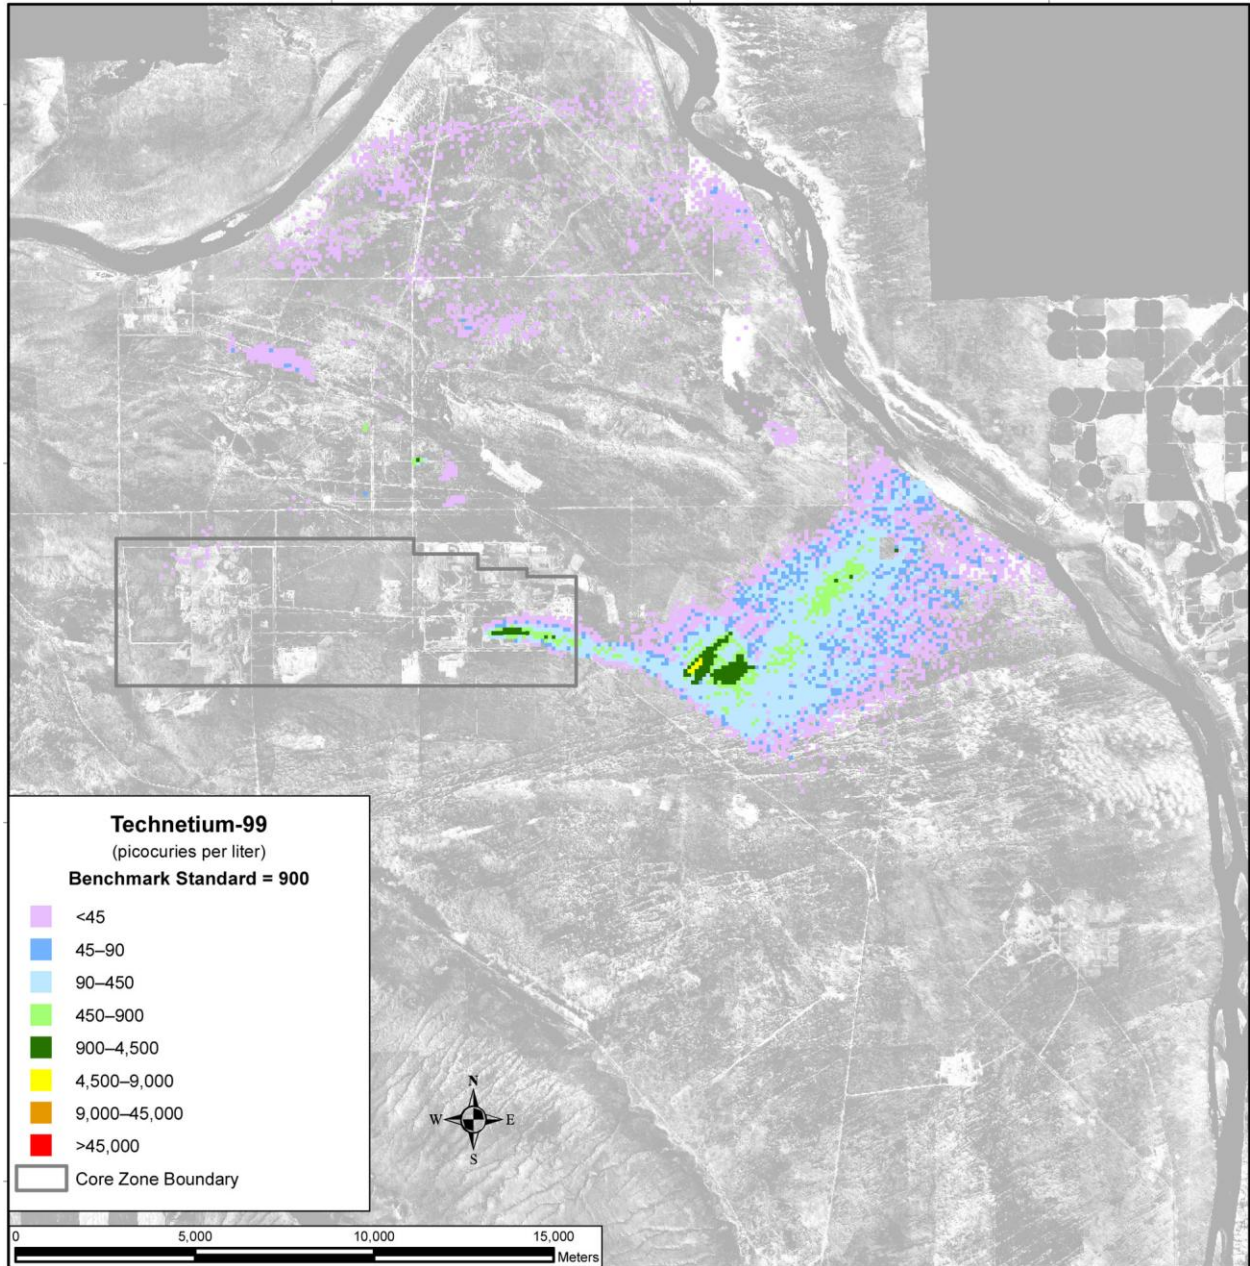 Technetium-99
(picocuries per liter)
Benchmark Standard = 900
<45
45–90
90–450
450–900
900–4,500
4,500–9,000
9,000–45,000
>45,000
Core Zone Boundary
N
W E
S
0 5,000 10,000 15,000
Meters